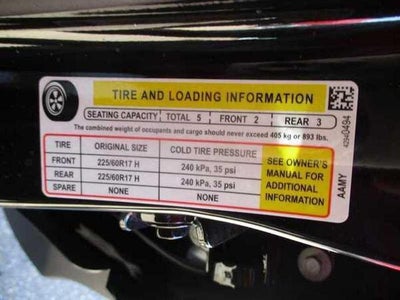 TIRE AND LOADING INFORMATION
SEATING CAPACITY TOTAL 5 FRONT 2 REAR 3
The combined weight of occupants and cargo should never exceed 405 kg or 893 lbs.
TIRE ORIGINAL SIZE COLD TIRE PRESSURE
FRONT 225/60R17 H 240 kPa, 35 psi
REAR 225/60R17 H 240 kPa, 35 psi
SPARE NONE NONE
SEE OWNER'S
MANUAL FOR
ADDITIONAL
INFORMATION
42940494
AAMY